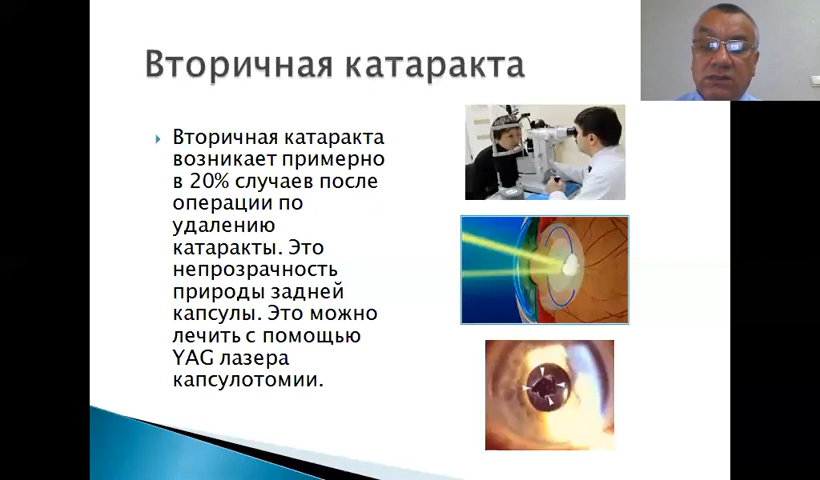 Вторичная катаракта
Вторичная катаракта
возникает примерно
в 20% случаев после
операции по
удалению
катаракты. Это
непрозрачность
природы задней
капсулы. Это можно
лечить с помощью
YAG лазера
капсулотомии.